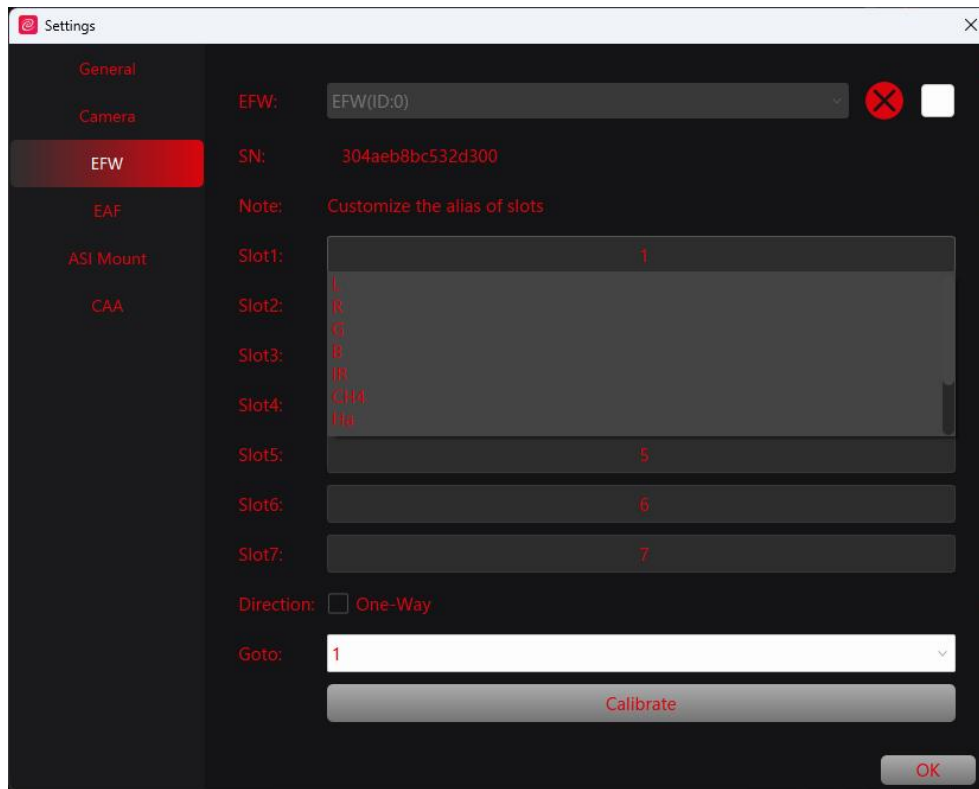 Settings
General
Camera
EFW
EAF
ASI Mount
CAA
EFW: EFW(ID:0)
SN: 304aeb8bc532d300
Note: Customize the alias of slots
Slot1: 1
L
Slot2: R
G
Slot3: B
IR
Slot4: CH4
Hα
Slot5: 5
Slot6: 6
Slot7: 7
Direction: One-Way
Goto: 1
Calibrate
OK